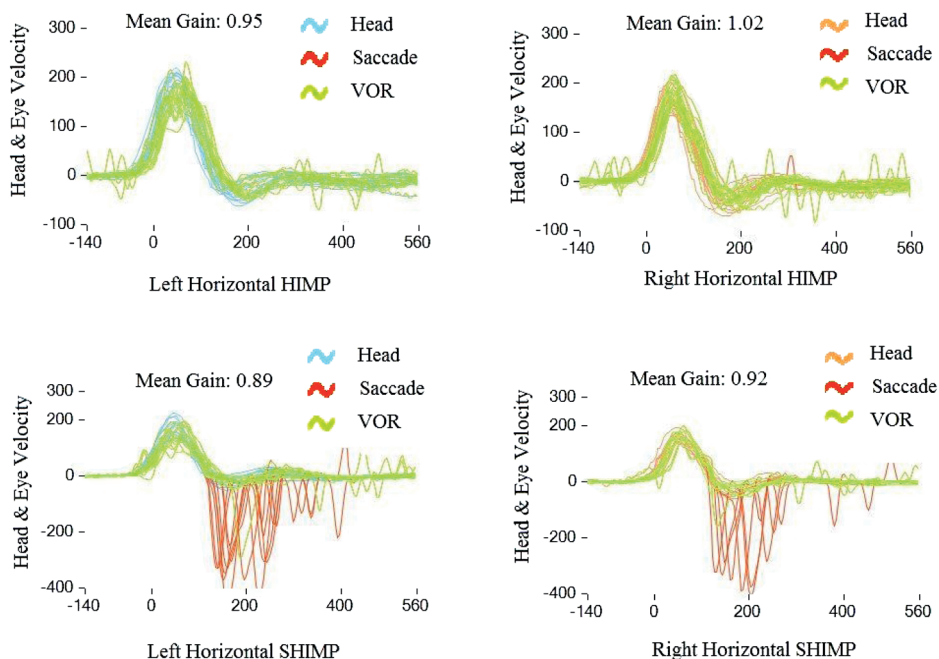 Mean Gain: 0.95
Head
Saccade
VOR
Head & Eye Velocity
300
200
100
0
-100
-140
0
200
400
560
Left Horizontal HIMP
Mean Gain: 1.02
Head
Saccade
VOR
Head & Eye Velocity
300
200
100
0
-100
-140
0
200
400
560
Right Horizontal HIMP
Mean Gain: 0.89
Head
Saccade
VOR
Head & Eye Velocity
300
200
0
-200
-400
-140
0
200
400
560
Left Horizontal SHIMP
Mean Gain: 0.92
Head
Saccade
VOR
Head & Eye Velocity
300
200
0
-200
-400
-140
0
200
400
560
Right Horizontal SHIMP